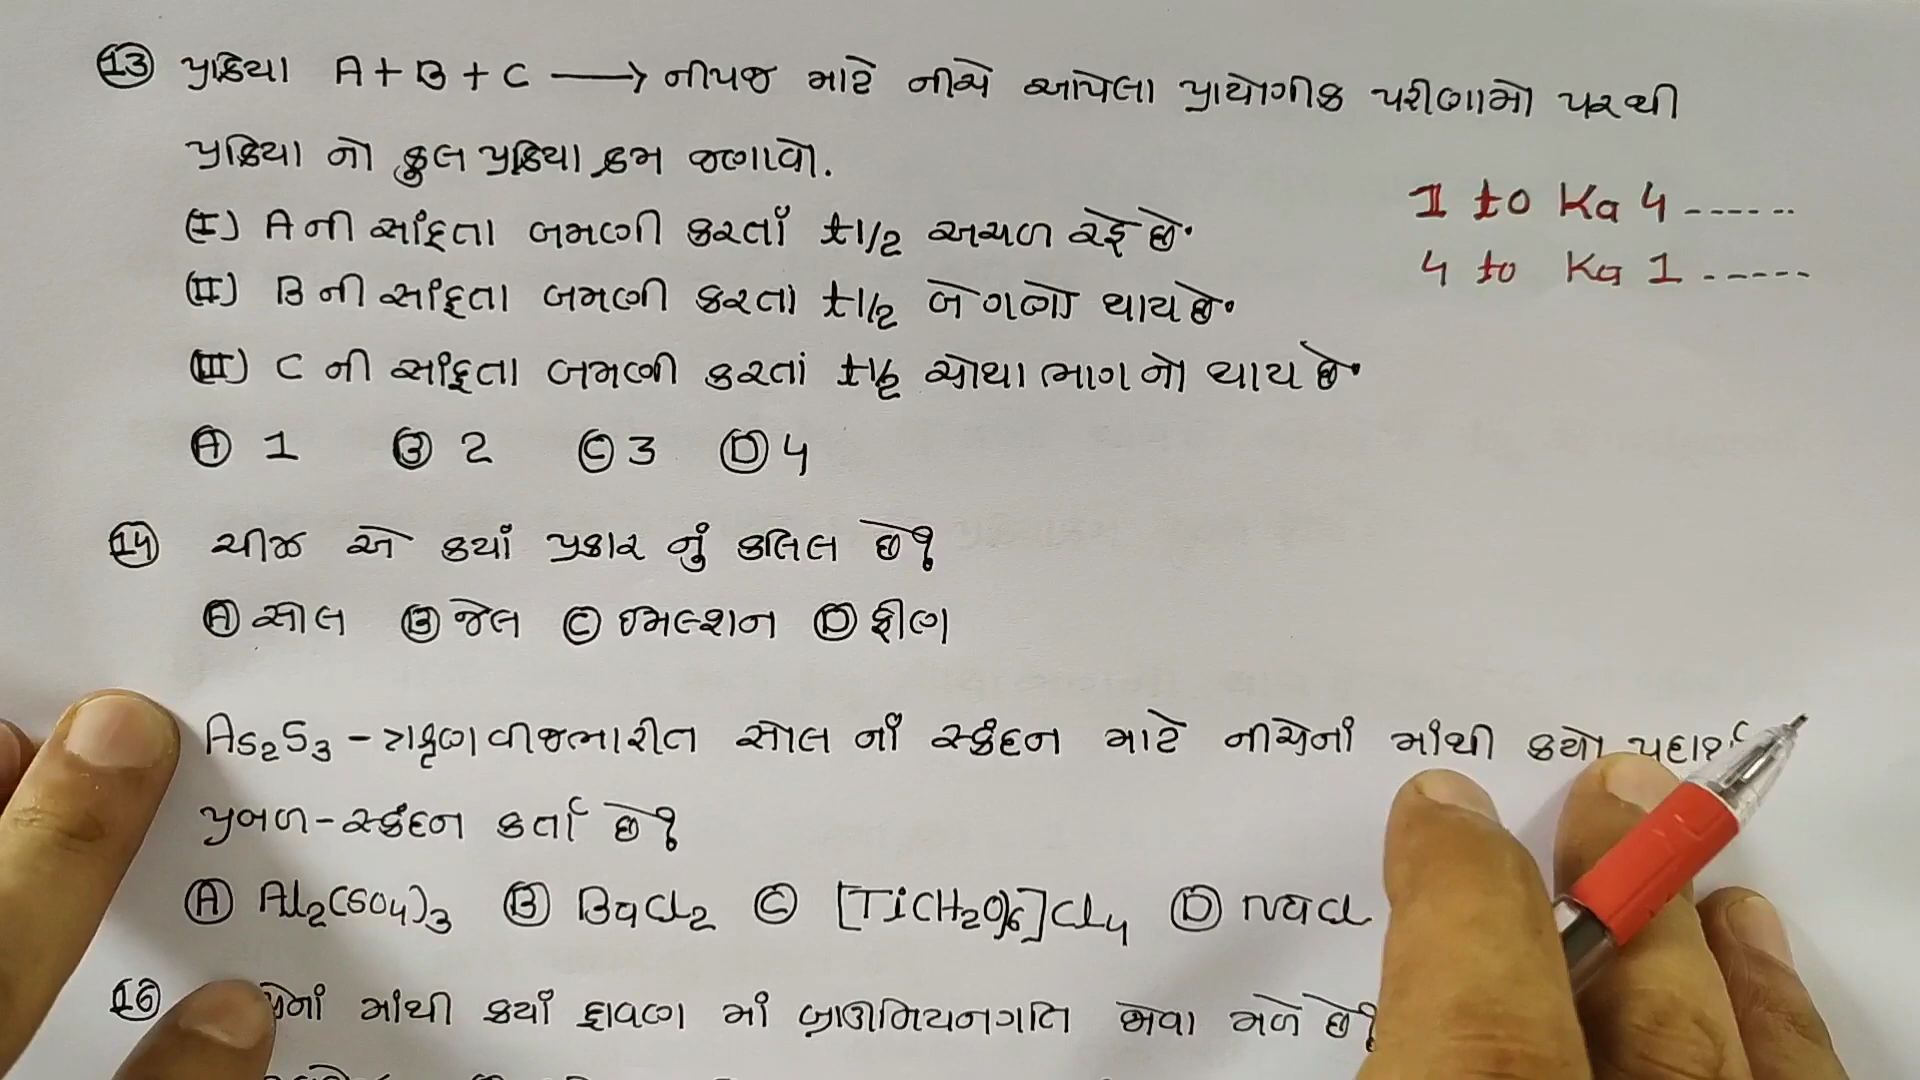 13 પ્રક્રિયા A + B + C ⟶ નીપજ માટે નીચે આપેલા પ્રાયોગીક પરીણામો પરથી
પ્રક્રિયા નો કુલ પ્રક્રિયા ક્રમ જણાવો.
(I) A ની સાંદ્રતા બમણી કરતાં t1/2 અચળ રહે છે.
(II) B ની સાંદ્રતા બમણી કરતા t1/2 બે ગણો થાય છે.
(III) C ની સાંદ્રતા બમણી કરતાં t1/2 ચોથા ભાગ નો થાય છે.
A 1 B 2 C 3 D 4
1 to Ka 4 ------
4 to Ka 1 ------
14 ચીઝ એ કયાં પ્રકાર નું કલિલ છે?
A સોલ B જેલ C ઇમલ્શન D ફીણ
As2S3 - ઋણ વીજભારીત સોલ નાં સ્કંદન માટે નીચેનાં માંથી કયો પદાર્થ
પ્રબળ-સ્કંદન કર્તા છે?
A Al2(SO4)3 B BaCl2 C [Ti(H2O)6]Cl4 D NaCl
16 માંથી કયાં દ્રાવણ માં બ્રાઉનિયનગતિ મળે છે?